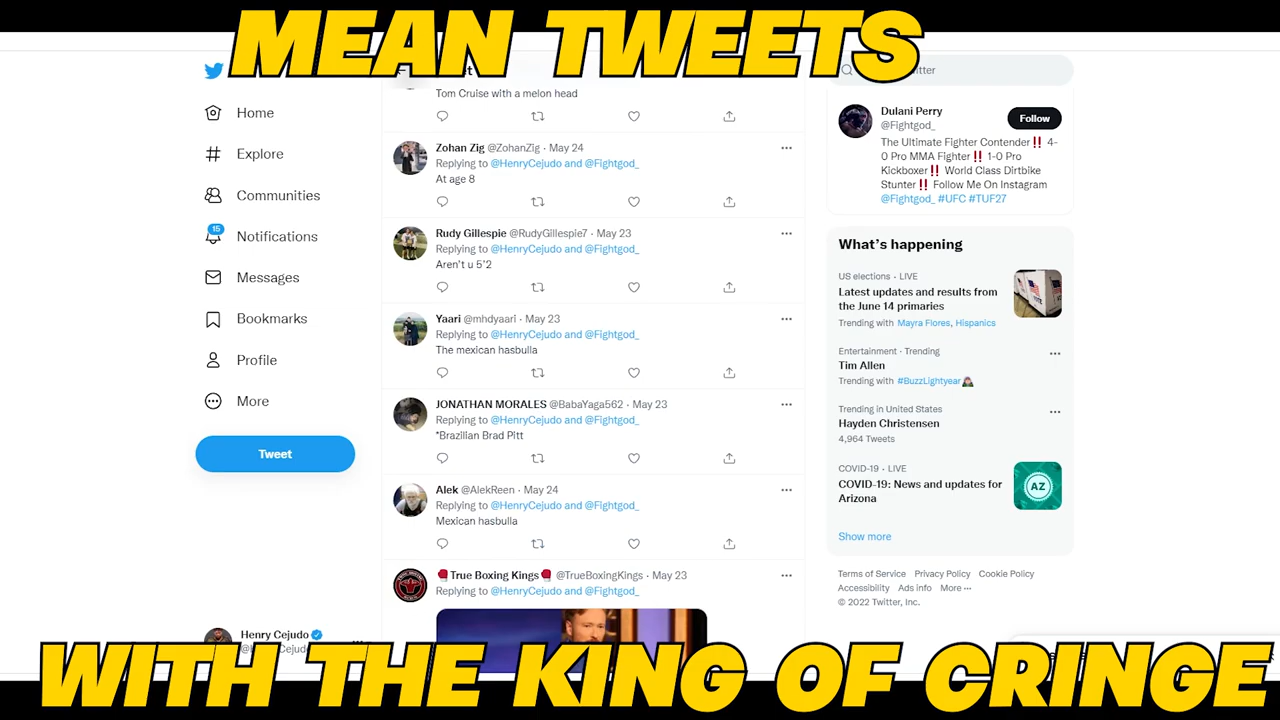 MEAN TWEETS
Home
Explore
Communities
15
Notifications
Messages
Bookmarks
Profile
More
Tweet
Henry Cejudo
Tom Cruise with a melon head
Zohan Zig @ZohanZig · May 24
Replying to @HenryCejudo and @Fightgod_
At age 8
Rudy Gillespie @RudyGIllespie7 · May 23
Replying to @HenryCejudo and @Fightgod_
Aren't u 5'2
Yaari @mhdyaari · May 23
Replying to @HenryCejudo and @Fightgod_
The mexican hasbulla
JONATHAN MORALES @BabaYaga562 · May 23
Replying to @HenryCejudo and @Fightgod_
*Brazilian Brad Pitt
Alek @AlekReen · May 24
Replying to @HenryCejudo and @Fightgod_
Mexican hasbulla
🥊True Boxing Kings🥊 @TrueBoxingKings · May 23
Replying to @HenryCejudo and @Fightgod_
Dulani Perry
@Fightgod_
Follow
The Ultimate Fighter Contender‼️ 4-
0 Pro MMA Fighter‼️ 1-0 Pro
Kickboxer‼️ World Class Dirtbike
Stunter‼️ Follow Me On Instagram
@Fightgod_ #UFC #TUF27
What's happening
US elections · LIVE
Latest updates and results from
the June 14 primaries
Trending with Mayra Flores, Hispanics
Entertainment · Trending
Tim Allen
Trending with #BuzzLightyear
Trending in United States
Hayden Christensen
4,964 Tweets
COVID-19 · LIVE
COVID-19: News and updates for
Arizona
AZ
Show more
Terms of Service Privacy Policy Cookie Policy
Accessibility Ads info More ···
© 2022 Twitter, Inc.
WITH THE KING OF CRINGE